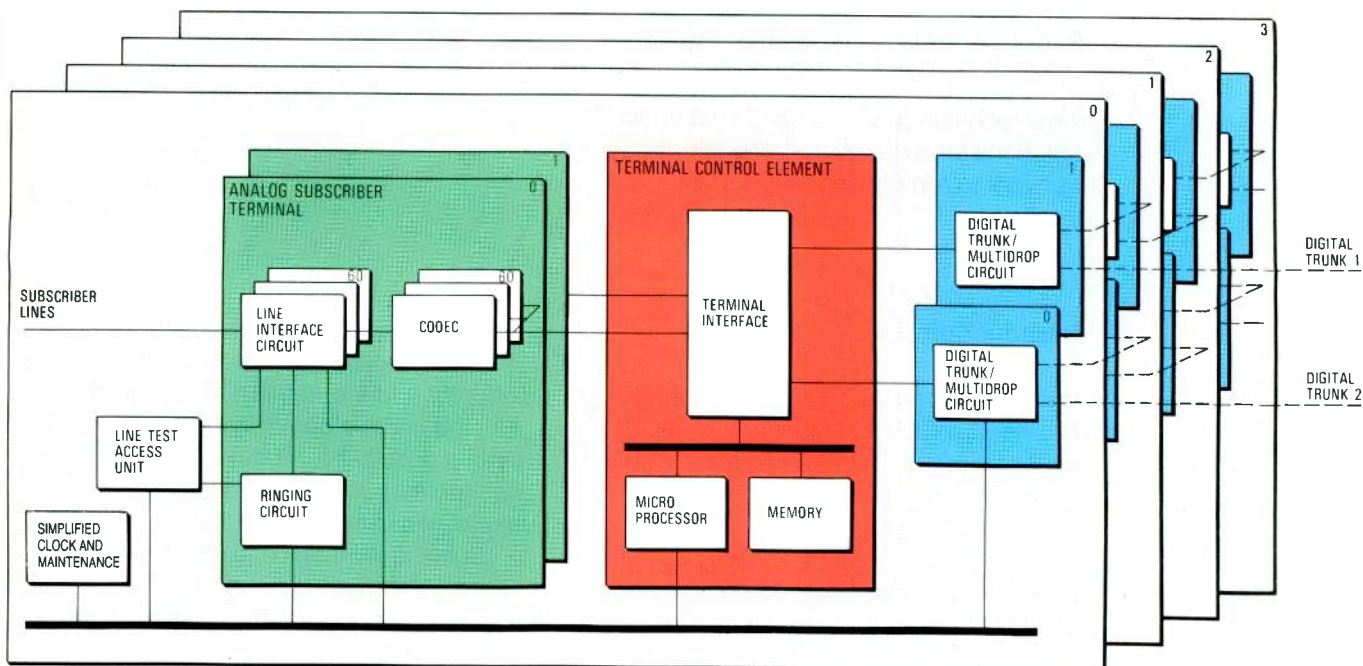 3
2
1
0
1
ANALOG SUBSCRIBER
TERMINAL
0
TERMINAL CONTROL ELEMENT
1
DIGITAL
TRUNK/
MULTIDROP
CIRCUIT
DIGITAL
TRUNK 1
SUBSCRIBER
LINES
60
LINE
INTERFACE
CIRCUIT
60
CODEC
TERMINAL
INTERFACE
0
DIGITAL
TRUNK/
MULTIDROP
CIRCUIT
DIGITAL
TRUNK 2
LINE TEST
ACCESS
UNIT
RINGING
CIRCUIT
MICRO
PROCESSOR
MEMORY
SIMPLIFIED
CLOCK AND
MAINTENANCE